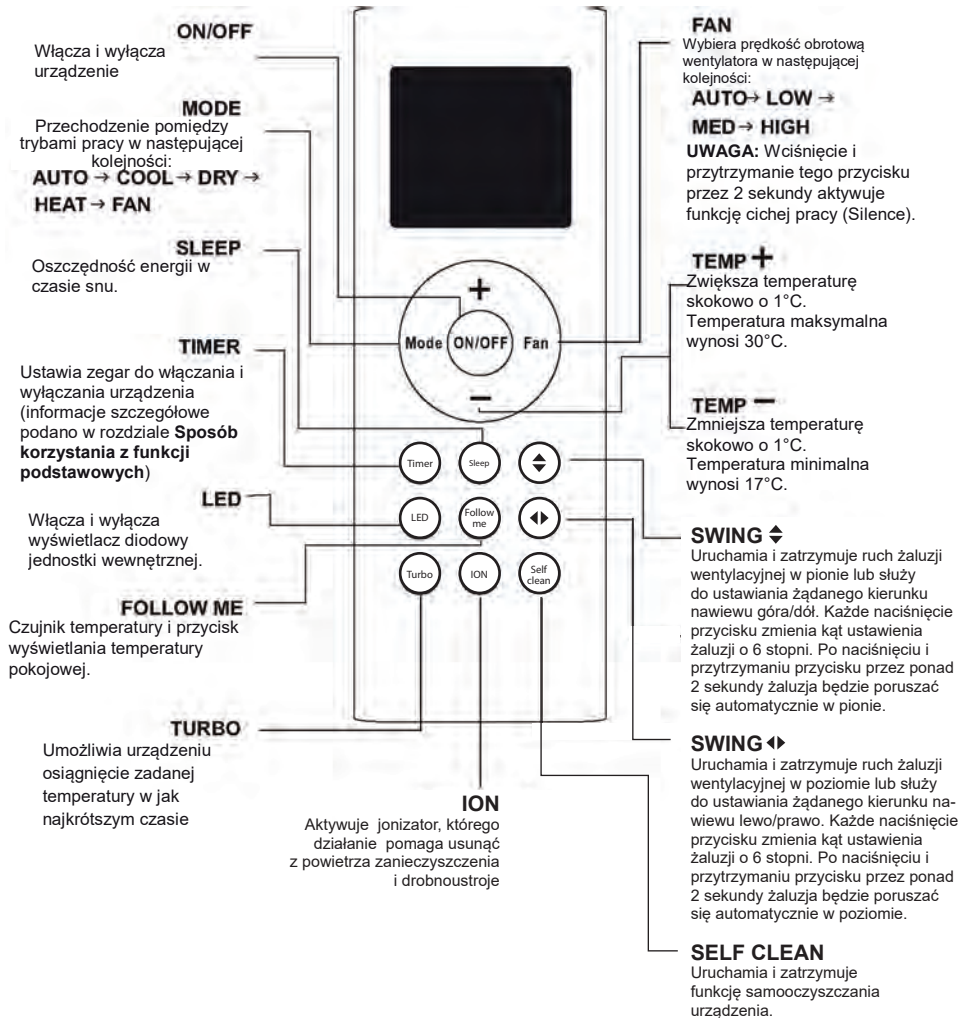 ON/OFF
Włącza i wyłącza
urządzenie
MODE
Przechodzenie pomiędzy
trybami pracy w następującej
kolejności:
AUTO → COOL → DRY →
HEAT → FAN
SLEEP
Oszczędność energii w
czasie snu.
TIMER
Ustawia zegar do włączania i
wyłączania urządzenia
(informacje szczegółowe
podano w rozdziale Sposób
korzystania z funkcji
podstawowych)
LED
Włącza i wyłącza
wyświetlacz diodowy
jednostki wewnętrznej.
FOLLOW ME
Czujnik temperatury i przycisk
wyświetlania temperatury
pokojowej.
TURBO
Umożliwia urządzeniu
osiągnięcie zadanej
temperatury w jak
najkrótszym czasie
+
Mode ON/OFF Fan
−
Timer Sleep
LED Follow
me
Turbo ION Self
clean
ION
Aktywuje jonizator, którego
działanie pomaga usunąć
z powietrza zanieczyszczenia
i drobnoustroje
FAN
Wybiera prędkość obrotową
wentylatora w następującej
kolejności:
AUTO → LOW →
MED → HIGH
UWAGA: Wciśnięcie i
przytrzymanie tego przycisku
przez 2 sekundy aktywuje
funkcję cichej pracy (Silence).
TEMP +
Zwiększa temperaturę
skokowo o 1°C.
Temperatura maksymalna
wynosi 30°C.
TEMP −
Zmniejsza temperaturę
skokowo o 1°C.
Temperatura minimalna
wynosi 17°C.
SWING
Uruchamia i zatrzymuje ruch żaluzji
wentylacyjnej w pionie lub służy
do ustawiania żądanego kierunku
nawiewu góra/dół. Każde naciśnięcie
przycisku zmienia kąt ustawienia
żaluzji o 6 stopni. Po naciśnięciu i
przytrzymaniu przycisku przez ponad
2 sekundy żaluzja będzie poruszać
się automatycznie w pionie.
SWING
Uruchamia i zatrzymuje ruch żaluzji
wentylacyjnej w poziomie lub służy
do ustawiania żądanego kierunku na-
wiewu lewo/prawo. Każde naciśnięcie
przycisku zmienia kąt ustawienia
żaluzji o 6 stopni. Po naciśnięciu i
przytrzymaniu przycisku przez ponad
2 sekundy żaluzja będzie poruszać
się automatycznie w poziomie.
SELF CLEAN
Uruchamia i zatrzymuje
funkcję samooczyszczania
urządzenia.